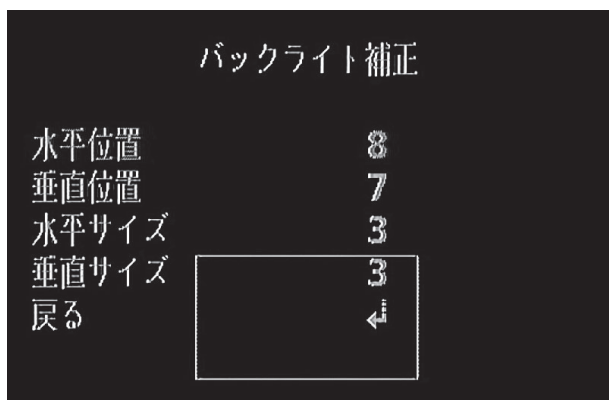 バックライト補正
水平位置 8
垂直位置 7
水平サイズ 3
垂直サイズ 3
戻る ↲